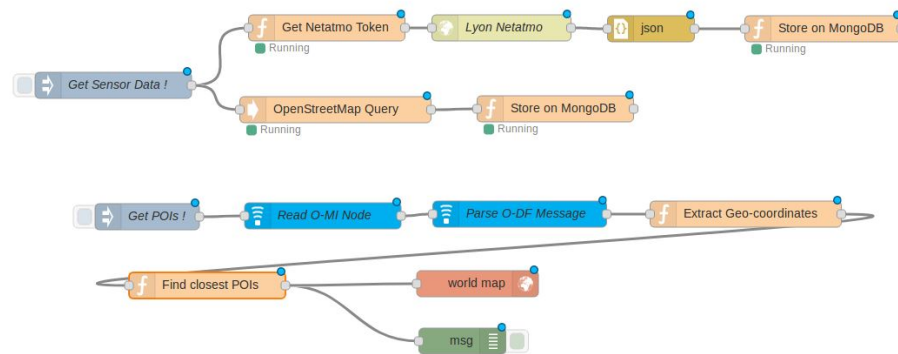 Get Netatmo Token
Lyon Netatmo
json
Store on MongoDB
Running
Running
Get Sensor Data !
OpenStreetMap Query
Store on MongoDB
Running
Running
Get POIs !
Read O-MI Node
Parse O-DF Message
Extract Geo-coordinates
Find closest POIs
world map
msg